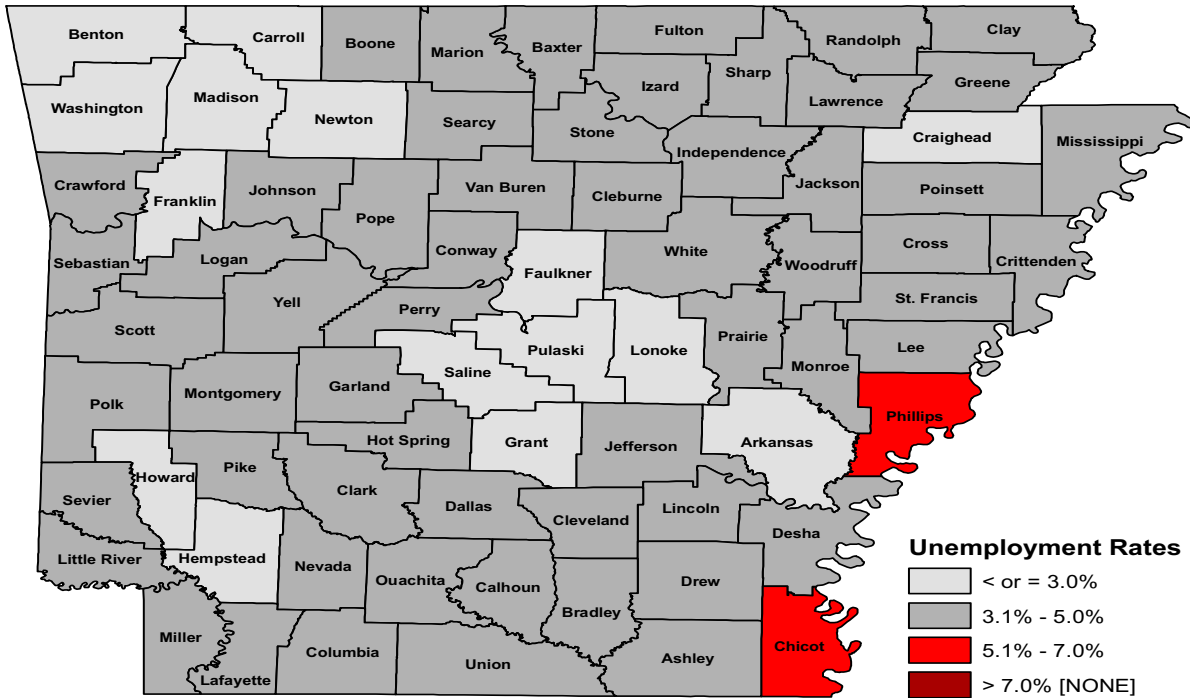 Benton
Carroll
Boone
Marion
Baxter
Fulton
Randolph
Clay
Sharp
Izard
Greene
Lawrence
Washington
Madison
Newton
Searcy
Stone
Independence
Craighead
Mississippi
Crawford
Franklin
Johnson
Pope
Van Buren
Cleburne
Jackson
Poinsett
Sebastian
Logan
Conway
Faulkner
White
Woodruff
Cross
Crittenden
Yell
Perry
St. Francis
Scott
Saline
Pulaski
Lonoke
Prairie
Monroe
Lee
Polk
Montgomery
Garland
Hot Spring
Grant
Jefferson
Arkansas
Phillips
Howard
Pike
Clark
Dallas
Cleveland
Lincoln
Desha
Sevier
Little River
Hempstead
Nevada
Ouachita
Calhoun
Bradley
Drew
Miller
Lafayette
Columbia
Union
Ashley
Chicot
Unemployment Rates
< or = 3.0%
3.1% - 5.0%
5.1% - 7.0%
> 7.0% [NONE]